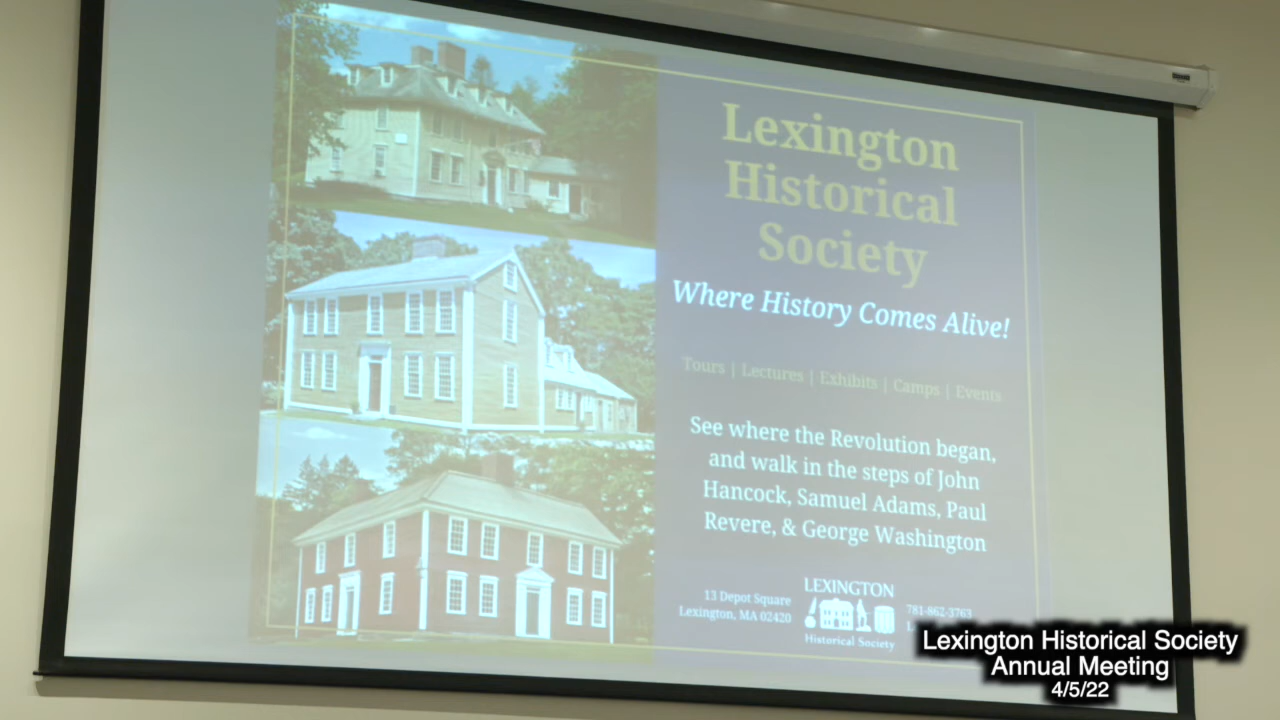 Lexington
Historical
Society
Where History Comes Alive!
Tours | Lectures | Exhibits | Camps | Events
See where the Revolution began,
and walk in the steps of John
Hancock, Samuel Adams, Paul
Revere, & George Washington
13 Depot Square
Lexington, MA 02420
LEXINGTON
Historical Society
781-862-3763
Lexington Historical Society
Annual Meeting
4/5/22